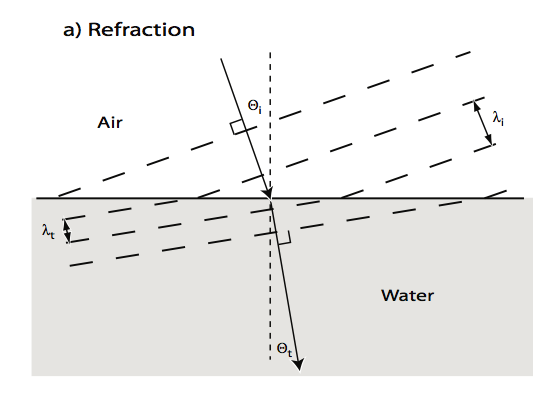 a) Refraction
Θi
Air
λi
λt
Water
Θt